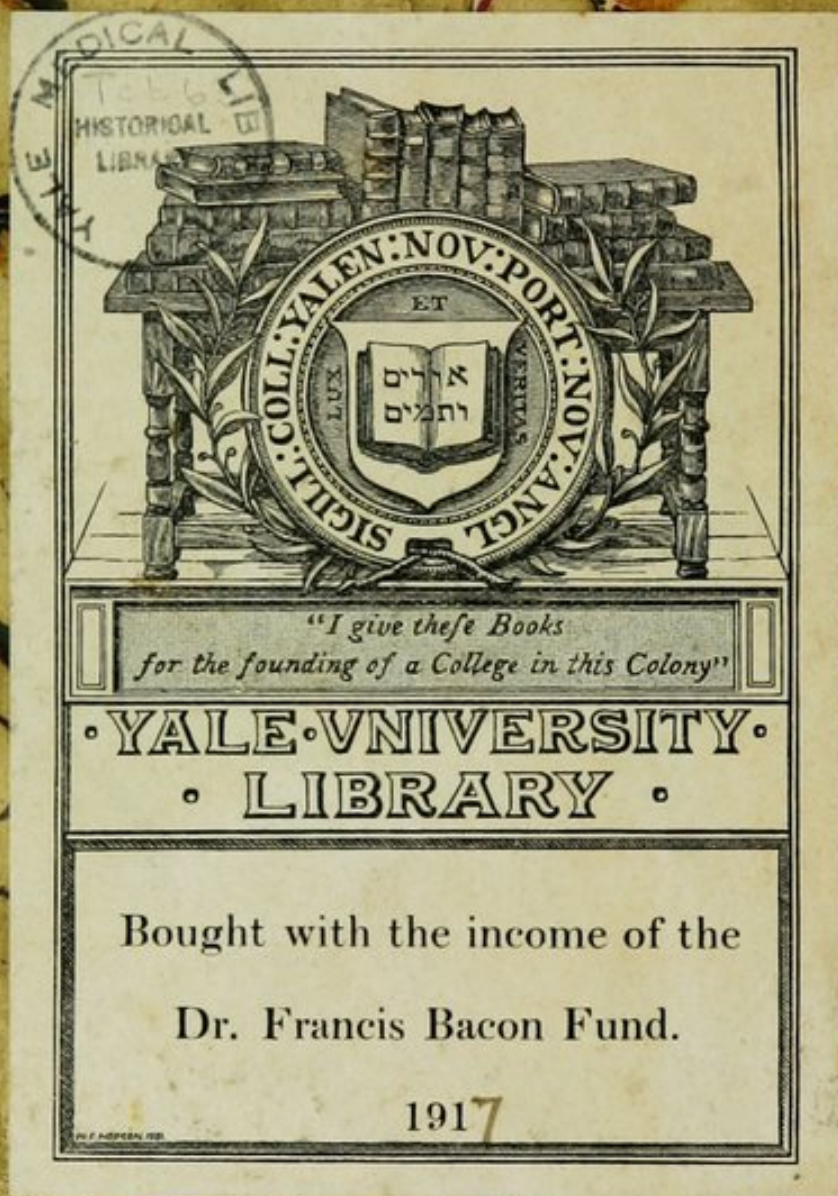 YALE MEDICAL LIB
HISTORICAL
SIGILL:COLL:YALEN:NOV:PORT:NOV:ANGL
ET
LUX
VERITAS
אורים
ותמים
“I give theſe Books
for the founding of a College in this Colony”
·YALE·VNIVERSITY·
· LIBRARY ·
Bought with the income of the
Dr. Francis Bacon Fund.
1917